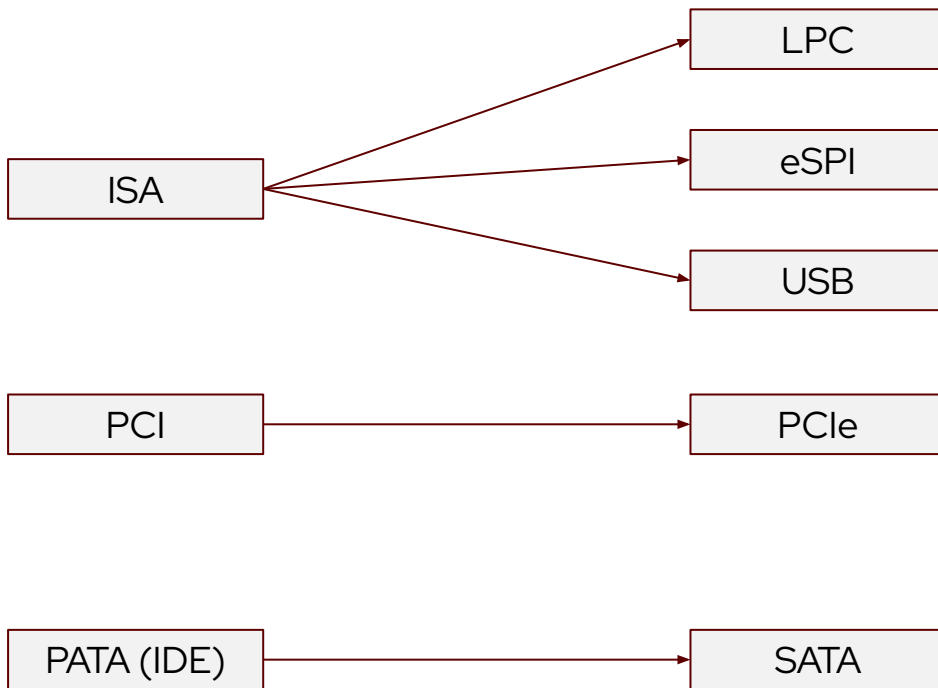 LPC
eSPI
ISA
USB
PCI
PCIe
PATA (IDE)
SATA